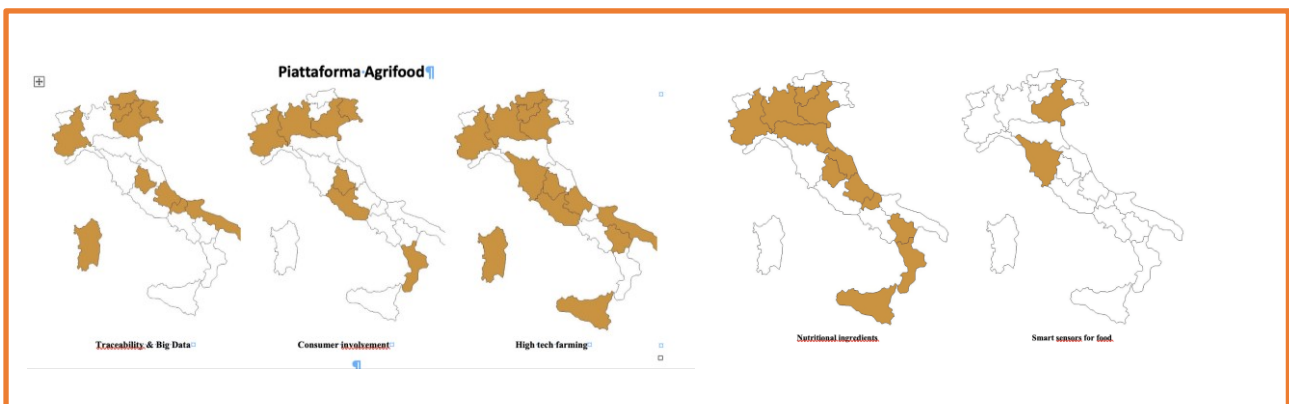 Piattaforma Agrifood¶
Traceability & Big Data
Consumer involvement
High tech farming
Nutritional ingredients
Smart sensors for food
¶